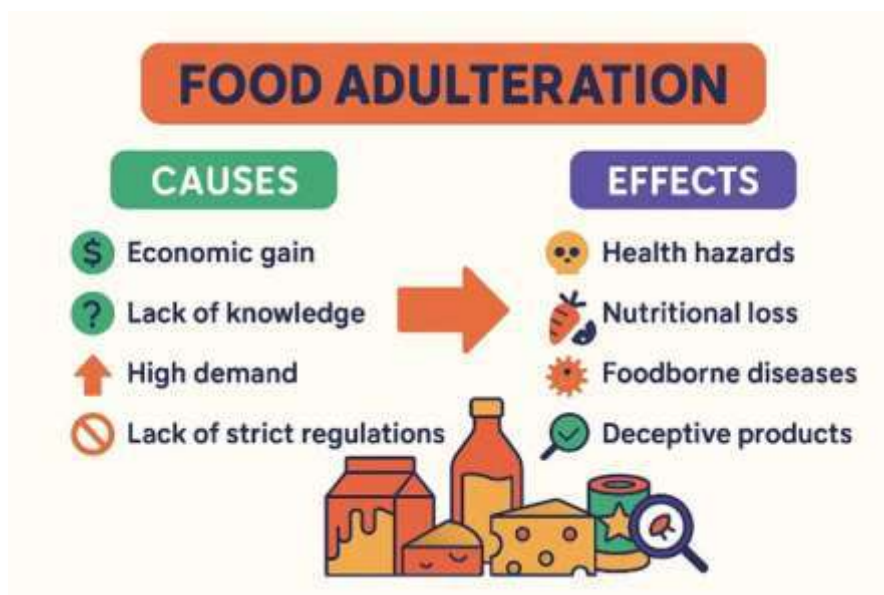 FOOD ADULTERATION
CAUSES
$ Economic gain
? Lack of knowledge
High demand
Lack of strict regulations
EFFECTS
Health hazards
Nutritional loss
Foodborne diseases
Deceptive products